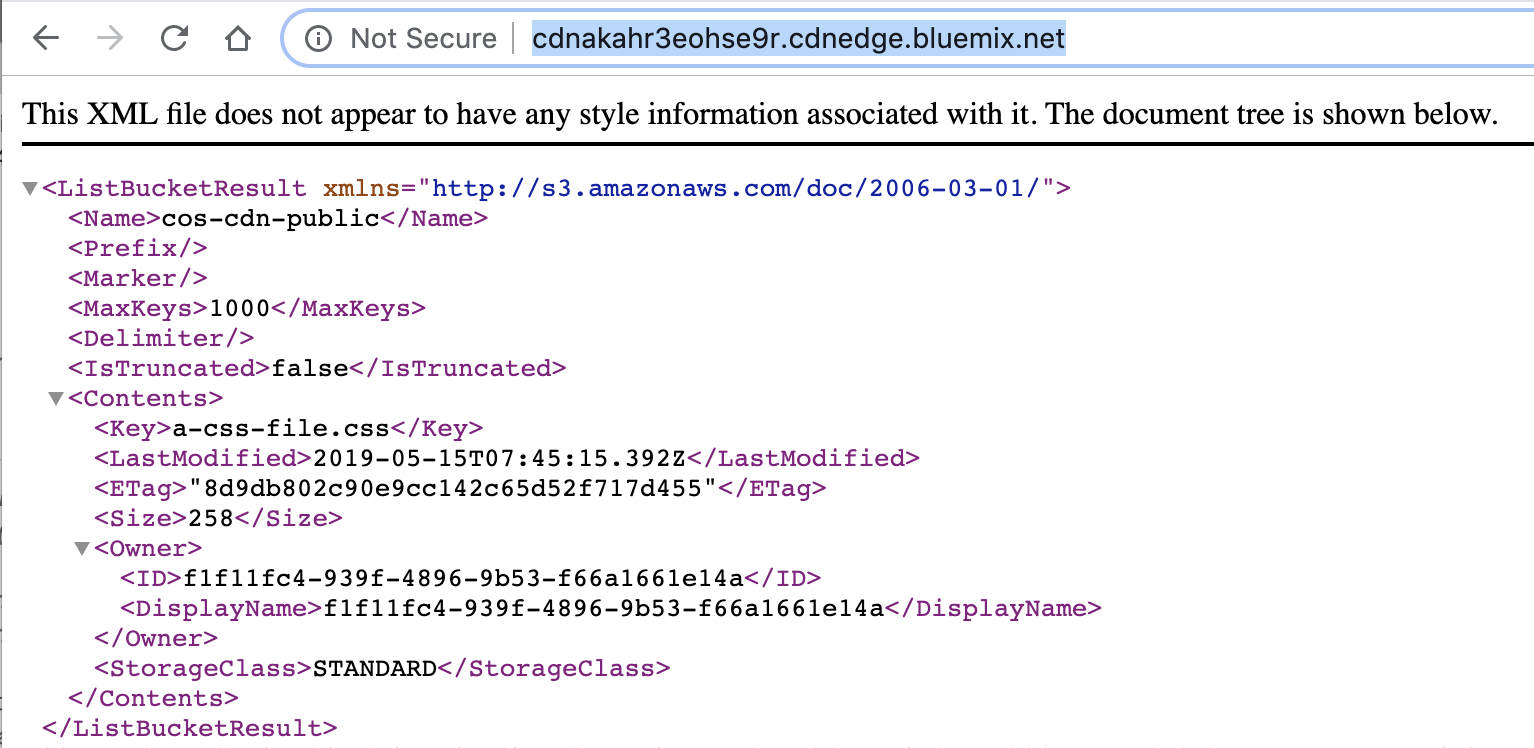 Not Secure | cdnakahr3eohse9r.cdnedge.bluemix.net
This XML file does not appear to have any style information associated with it. The document tree is shown below.
<ListBucketResult xmlns="http://s3.amazonaws.com/doc/2006-03-01/">
<Name>cos-cdn-public</Name>
<Prefix/>
<Marker/>
<MaxKeys>1000</MaxKeys>
<Delimiter/>
<IsTruncated>false</IsTruncated>
<Contents>
<Key>a-css-file.css</Key>
<LastModified>2019-05-15T07:45:15.392Z</LastModified>
<ETag>"8d9db802c90e9cc142c65d52f717d455"</ETag>
<Size>258</Size>
<Owner>
<ID>f1f11fc4-939f-4896-9b53-f66a1661e14a</ID>
<DisplayName>f1f11fc4-939f-4896-9b53-f66a1661e14a</DisplayName>
</Owner>
<StorageClass>STANDARD</StorageClass>
</Contents>
</ListBucketResult>